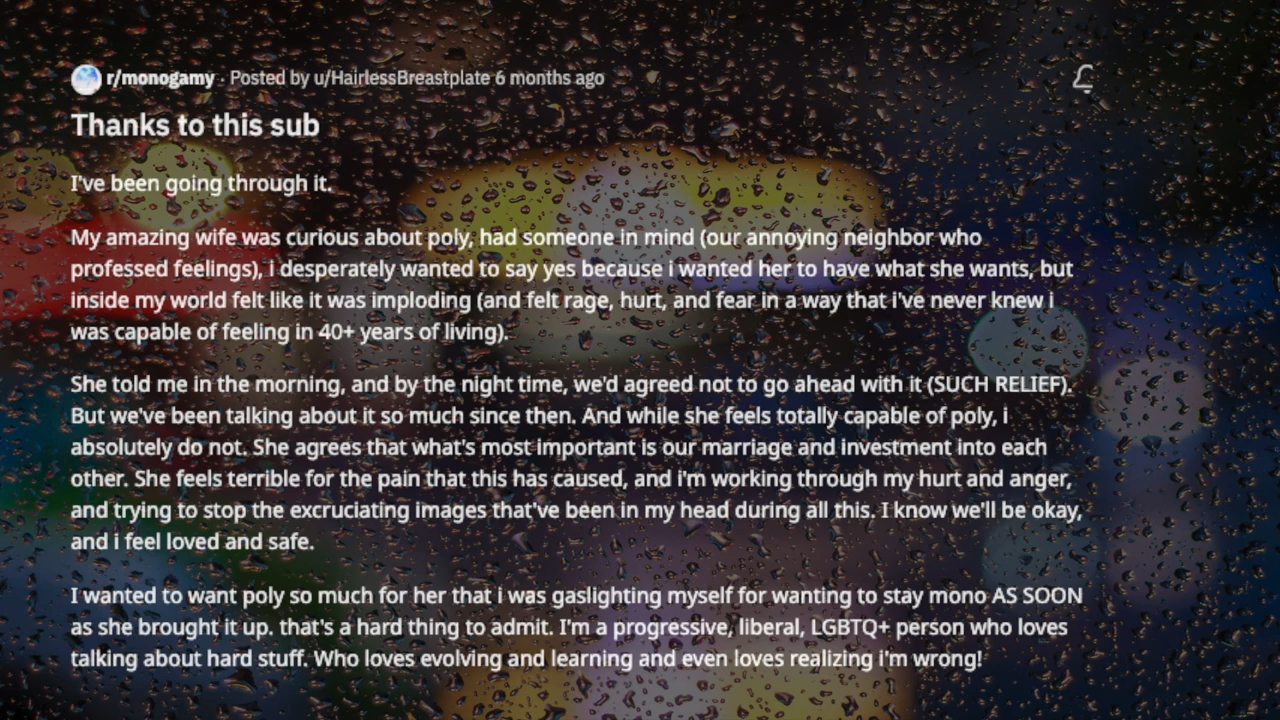 r/monogamy · Posted by u/HairlessBreastplate 6 months ago
Thanks to this sub
I've been going through it.
My amazing wife was curious about poly, had someone in mind (our annoying neighbor who
professed feelings), i desperately wanted to say yes because i wanted her to have what she wants, but
inside my world felt like it was imploding (and felt rage, hurt, and fear in a way that i've never knew i
was capable of feeling in 40+ years of living).
She told me in the morning, and by the night time, we'd agreed not to go ahead with it (SUCH RELIEF).
But we've been talking about it so much since then. And while she feels totally capable of poly, i
absolutely do not. She agrees that what's most important is our marriage and investment into each
other. She feels terrible for the pain that this has caused, and i'm working through my hurt and anger,
and trying to stop the excruciating images that've been in my head during all this. I know we'll be okay,
and i feel loved and safe.
I wanted to want poly so much for her that i was gaslighting myself for wanting to stay mono AS SOON
as she brought it up. that's a hard thing to admit. I'm a progressive, liberal, LGBTQ+ person who loves
talking about hard stuff. Who loves evolving and learning and even loves realizing i'm wrong!